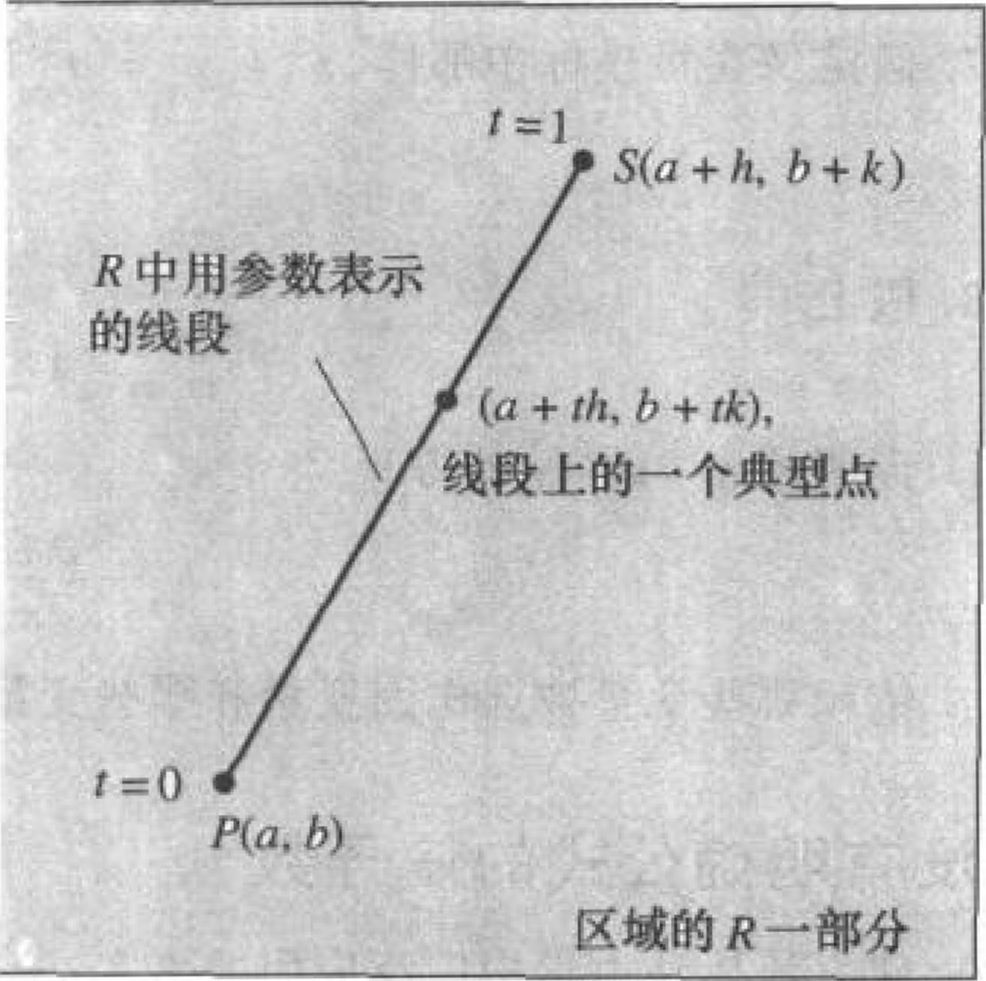 t = 1
S(a + h, b + k)
R 中用参数表示
的线段
(a + th, b + tk),
线段上的一个典型点
t = 0
P(a, b)
区域的 R 一部分